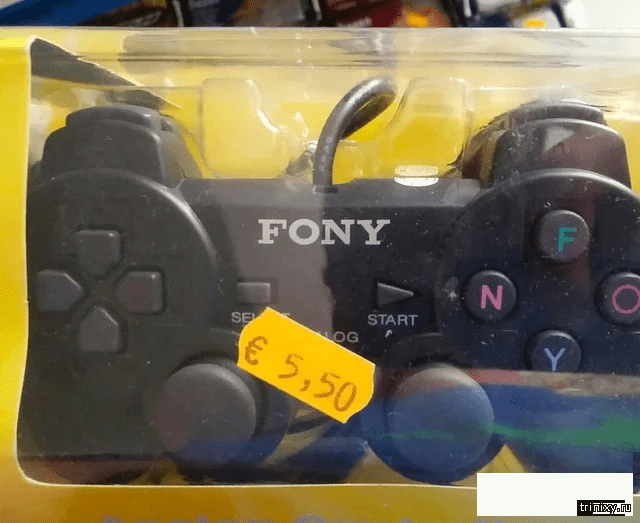 FONY
F
N
O
Y
START
€ 5,50
trinixy.ru